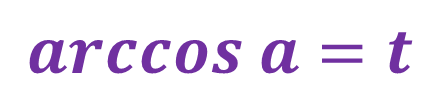 arccos a = t